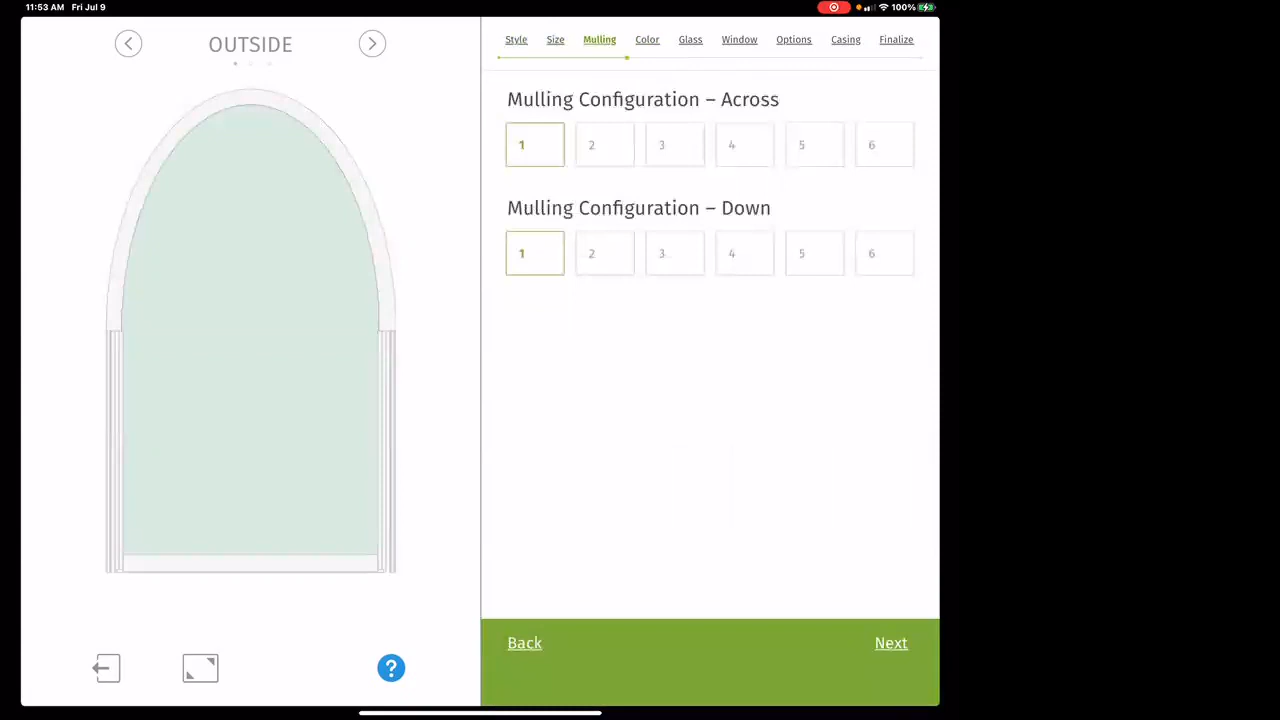 11:53 AM Fri Jul 9 100%
OUTSIDE
Style Size Mulling Color Glass Window Options Casing Finalize
Mulling Configuration – Across
1 2 3 4 5 6
Mulling Configuration – Down
1 2 3 4 5 6
Back Next
?